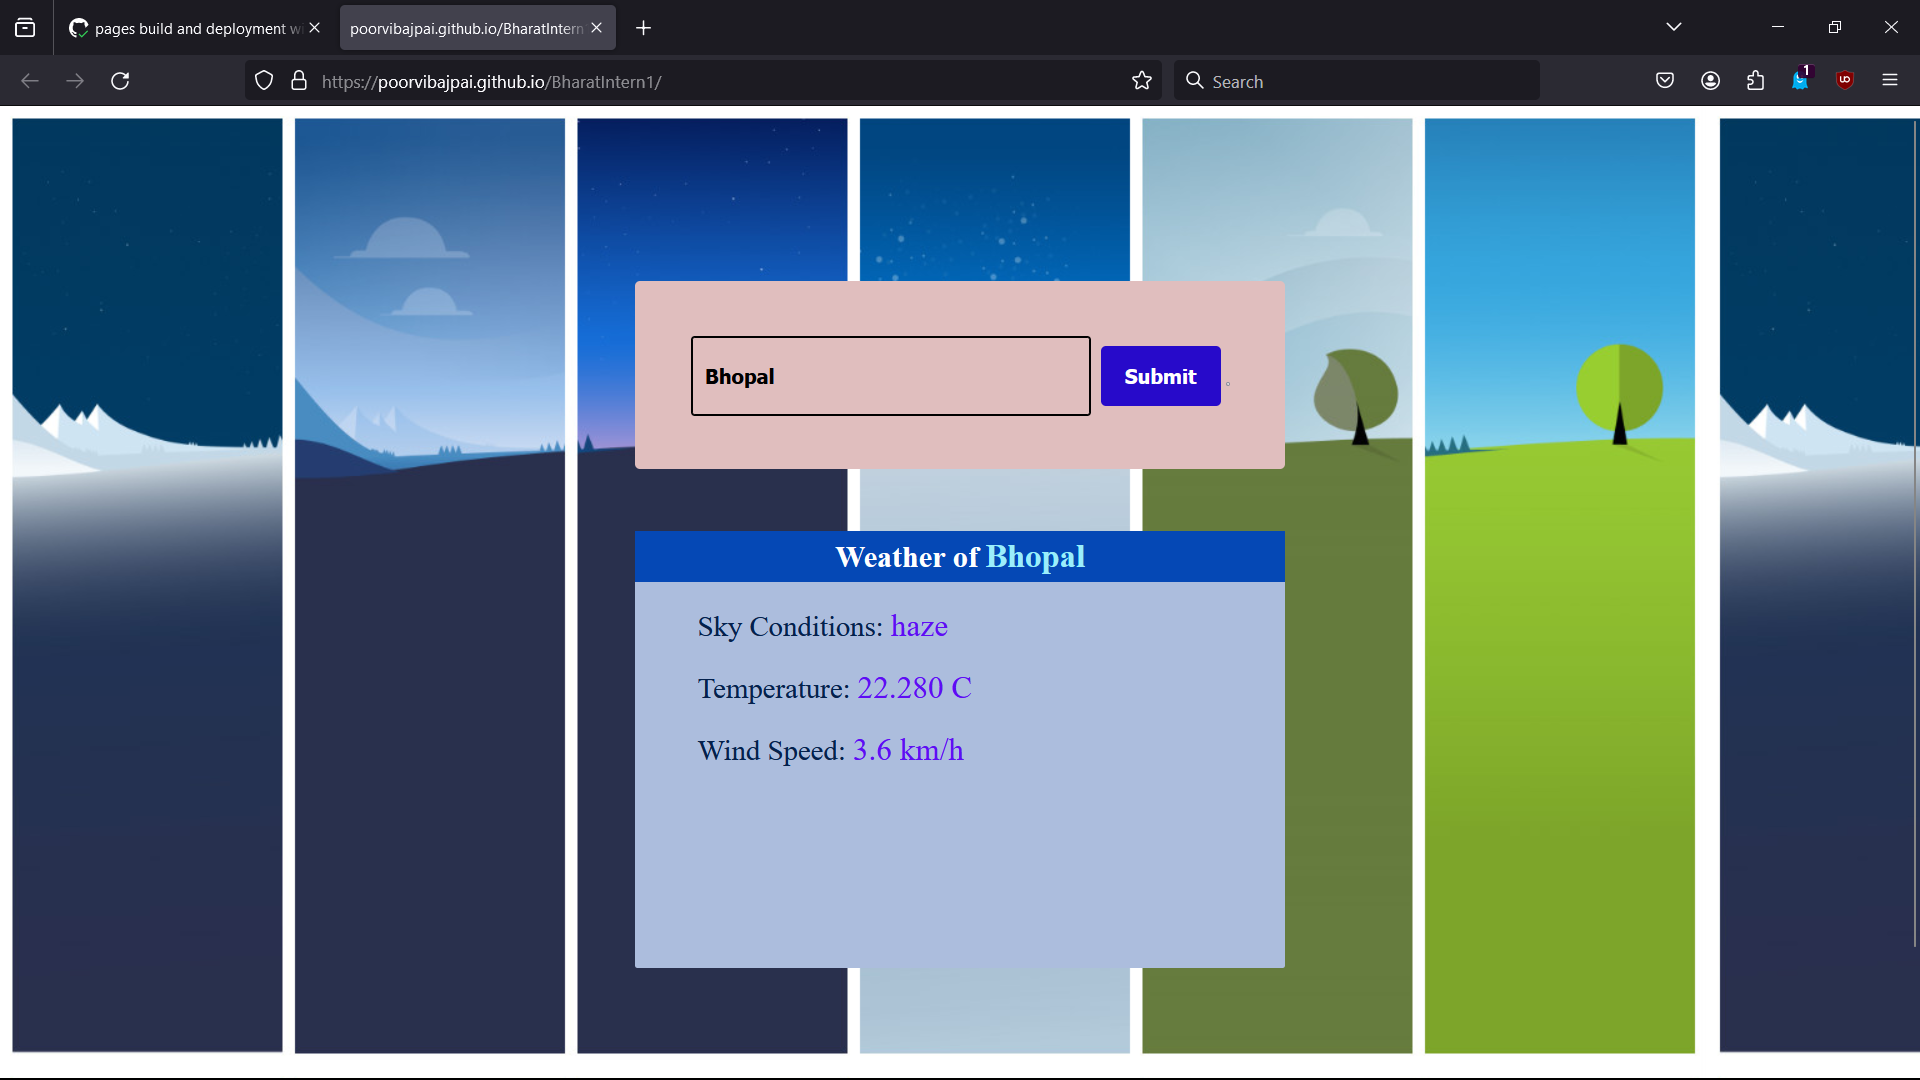 pages build and deployment wi
poorvibajpai.github.io/BharatIntern
https://poorvibajpai.github.io/BharatIntern1/
Search
1
Bhopal
Submit
Weather of Bhopal
Sky Conditions: haze
Temperature: 22.280 C
Wind Speed: 3.6 km/h